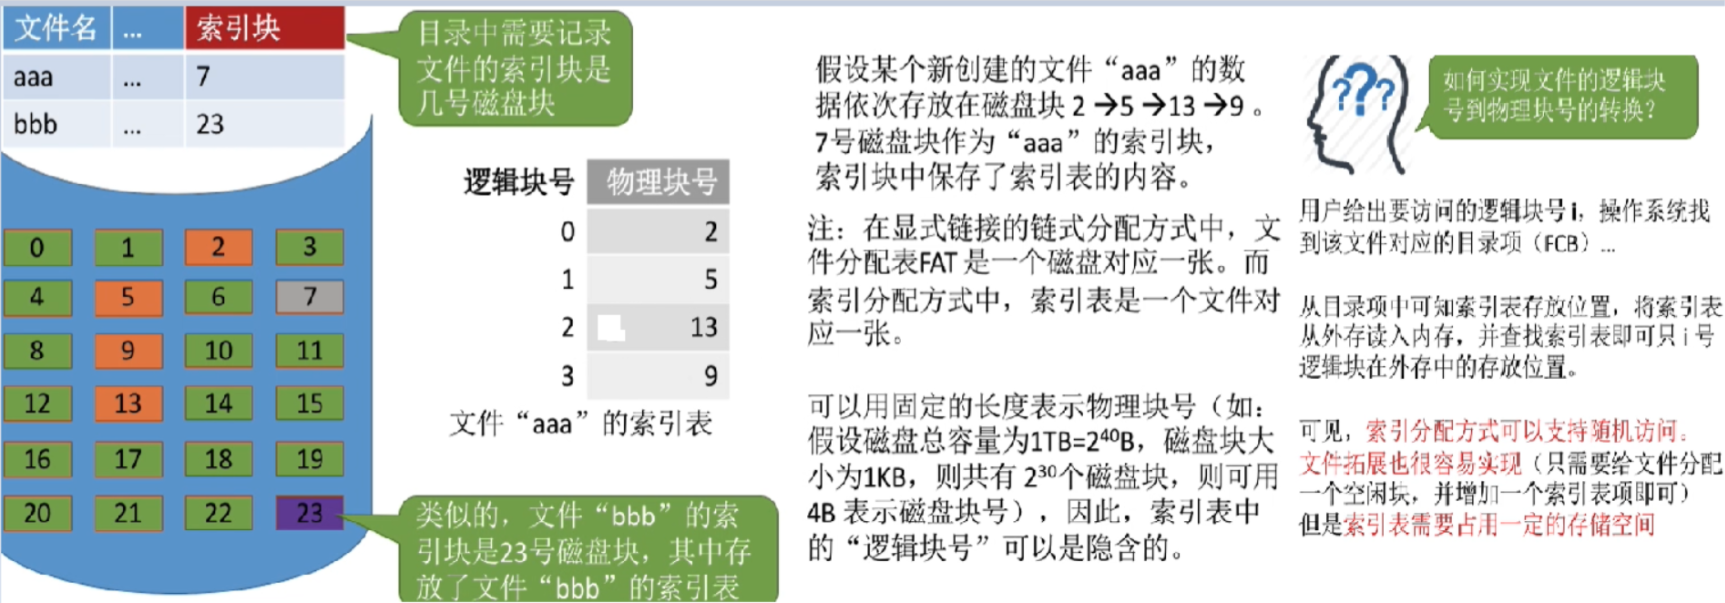 文件名 ... 索引块
aaa ... 7
bbb ... 23
目录中需要记录
文件的索引块是
几号磁盘块
0 1 2 3
4 5 6 7
8 9 10 11
12 13 14 15
16 17 18 19
20 21 22 23
逻辑块号 物理块号
0 2
1 5
2 13
3 9
文件“aaa”的索引表
类似的，文件“bbb”的索
引块是23号磁盘块，其中存
放了文件“bbb”的索引表
假设某个新创建的文件“aaa”的数
据依次存放在磁盘块 2 →5 →13 →9 。
7号磁盘块作为“aaa”的索引块，
索引块中保存了索引表的内容。
注：在显式链接的链式分配方式中，文
件分配表FAT 是一个磁盘对应一张。而
索引分配方式中，索引表是一个文件对
应一张。
可以用固定的长度表示物理块号（如：
假设磁盘总容量为1TB=2⁴⁰B，磁盘块大
小为1KB，则共有 2³⁰个磁盘块，则可用
4B 表示磁盘块号），因此，索引表中
的“逻辑块号”可以是隐含的。
???
如何实现文件的逻辑块
号到物理块号的转换？
用户给出要访问的逻辑块号 i，操作系统找
到该文件对应的目录项（FCB）...
从目录项中可知索引表存放位置，将索引表
从外存读入内存，并查找索引表即可只 i 号
逻辑块在外存中的存放位置。
可见，索引分配方式可以支持随机访问。
文件拓展也很容易实现（只需要给文件分配
一个空闲块，并增加一个索引表项即可）
但是索引表需要占用一定的存储空间